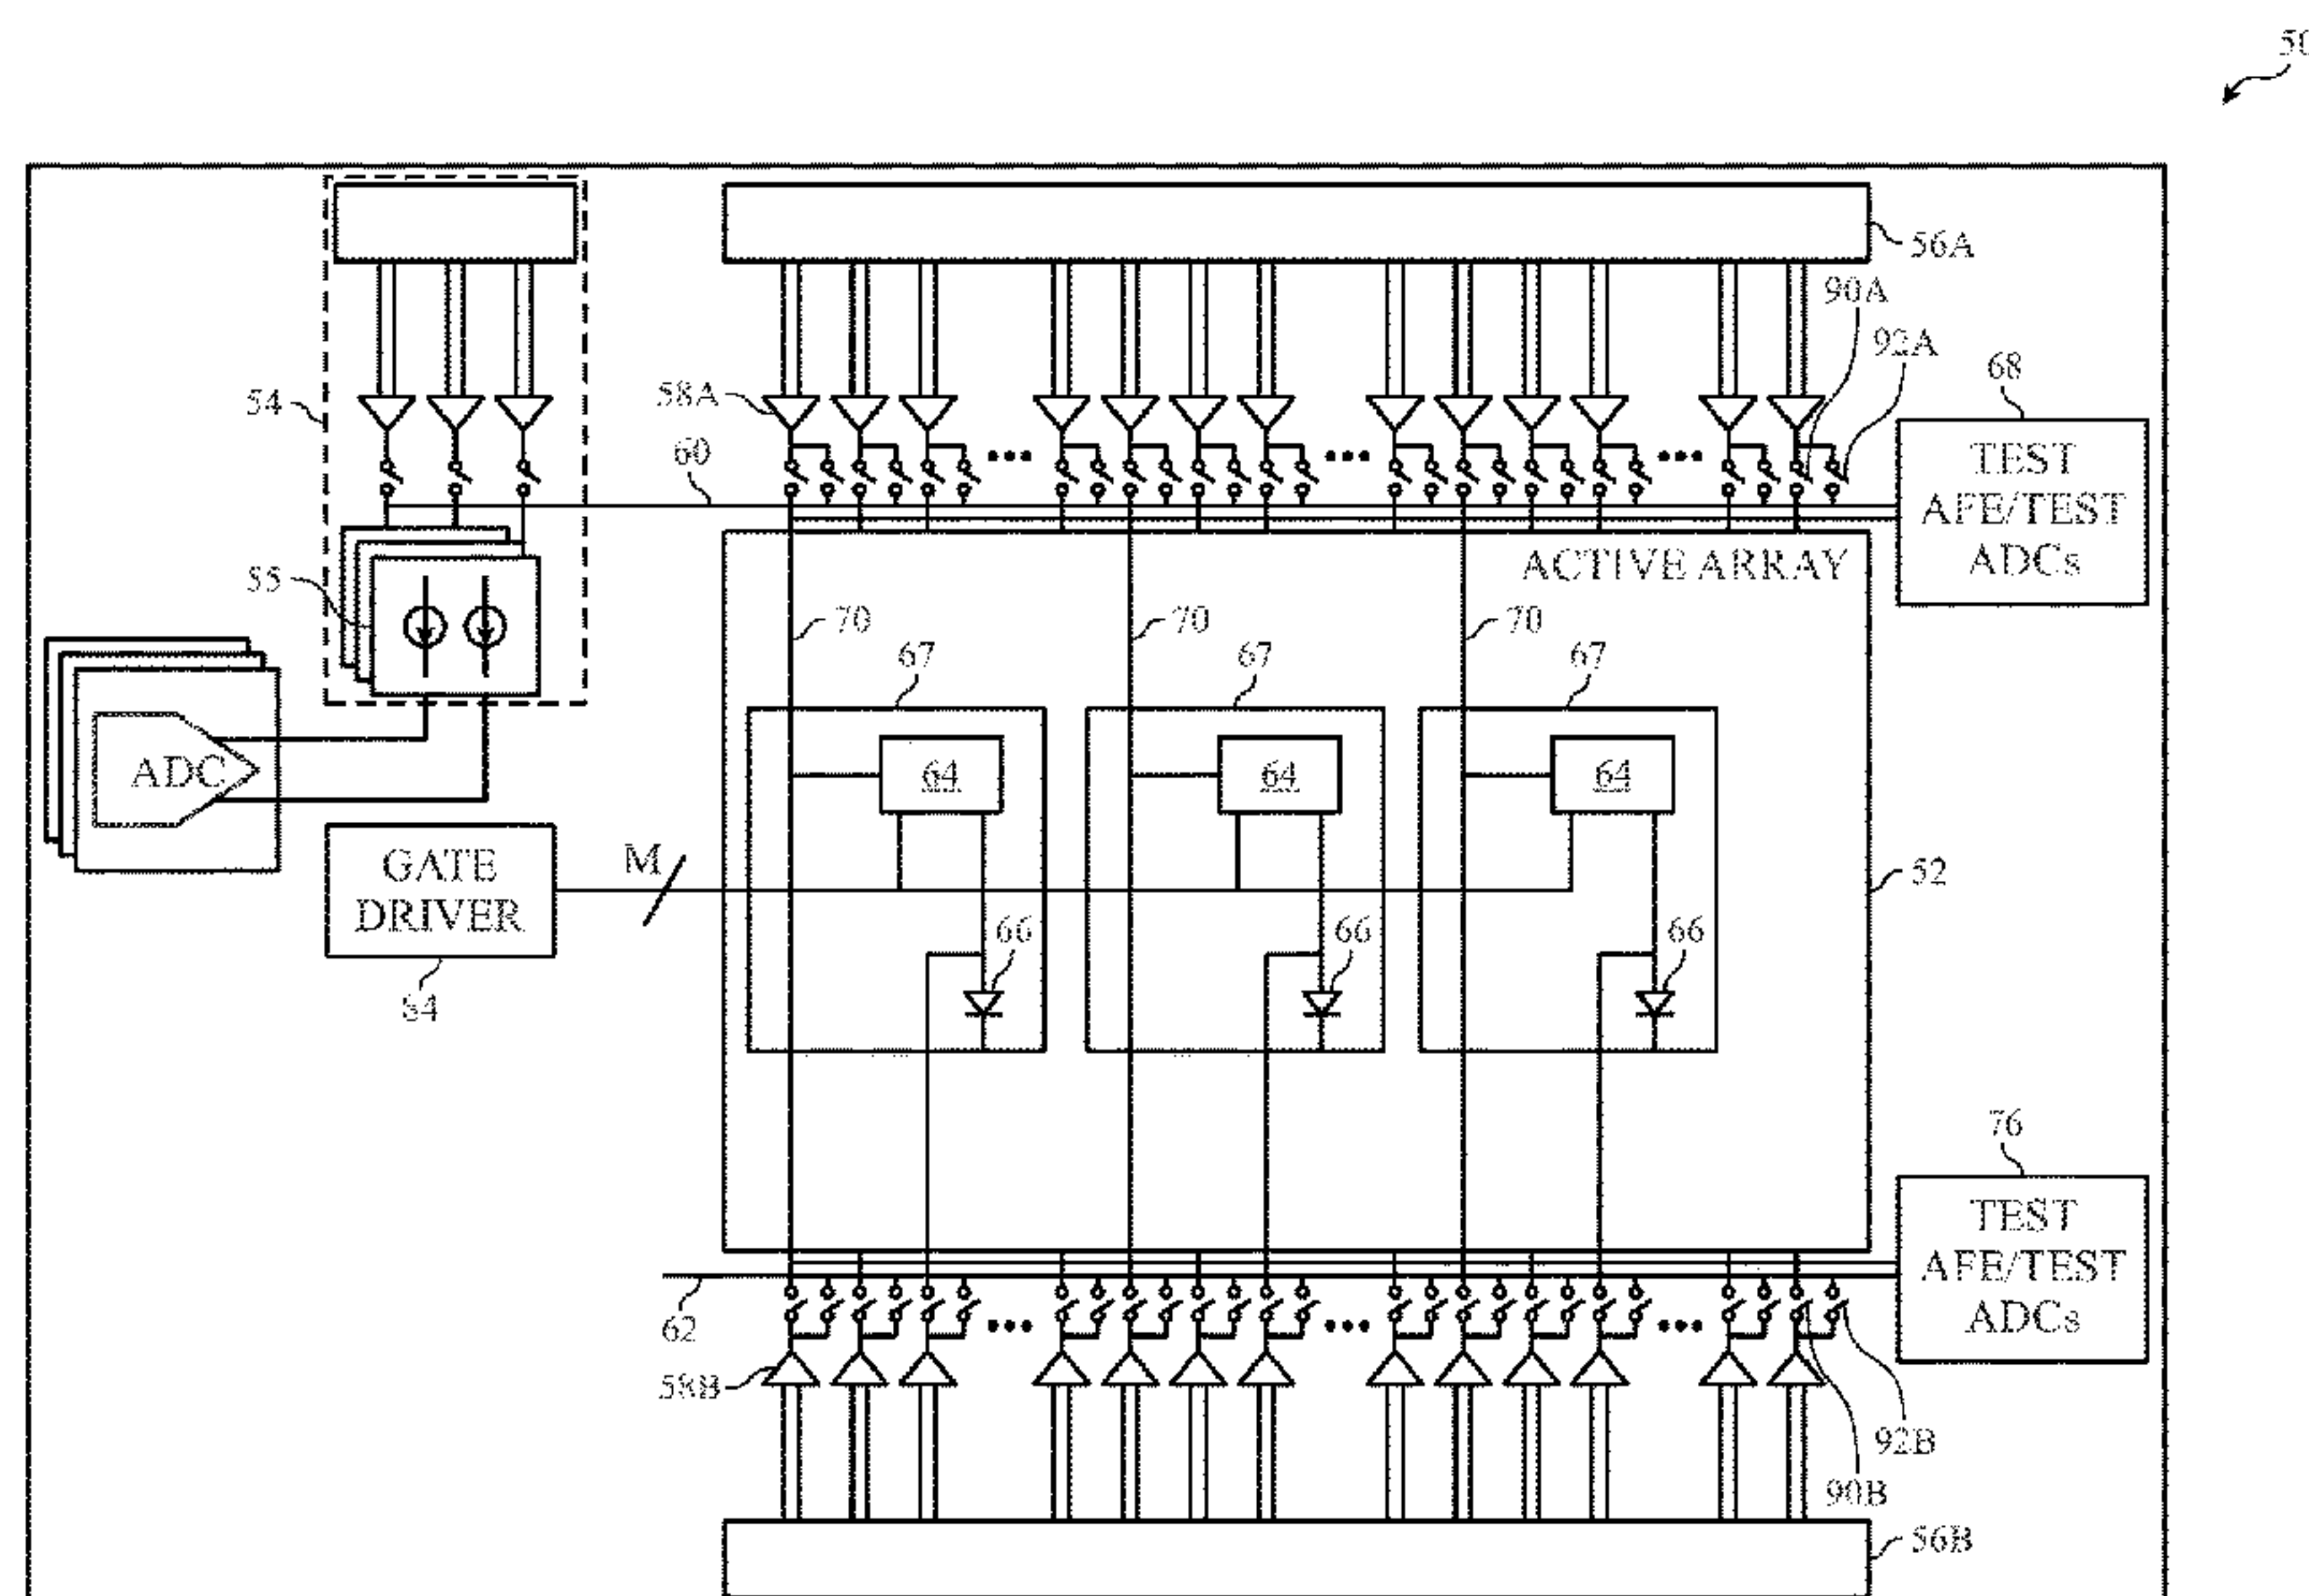 50
56A
90A
92A
68
54
58A
60
TEST
AFE/TEST
ADCs
ACTIVE ARRAY
55
70
70
70
67
67
67
ADC
64
64
64
GATE
DRIVER
M
52
66
66
66
84
76
TEST
AFE/TEST
ADCs
62
58B
92B
90B
56B